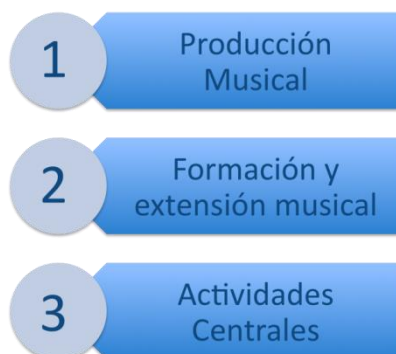 1
Producción
Musical
2
Formación y
extensión musical
3
Actividades
Centrales